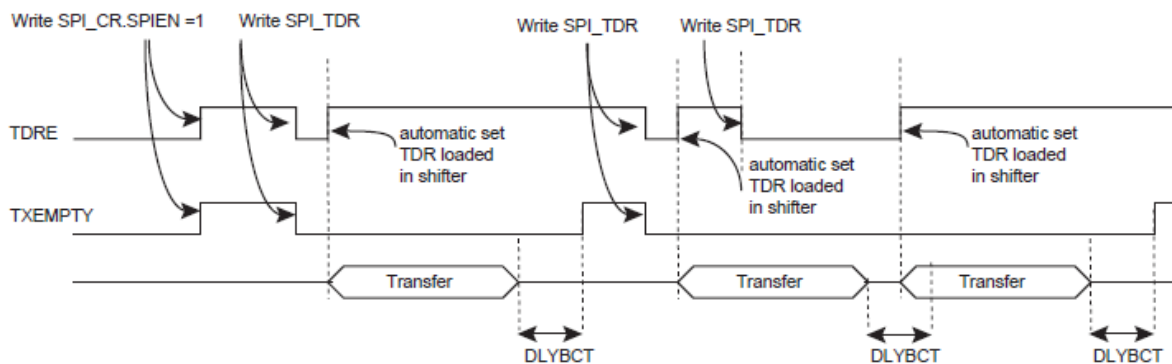 Write SPI_CR.SPIEN =1
Write SPI_TDR
Write SPI_TDR
Write SPI_TDR
TDRE
automatic set
TDR loaded
in shifter
automatic set
TDR loaded
in shifter
automatic set
TDR loaded
in shifter
TXEMPTY
Transfer
Transfer
Transfer
DLYBCT
DLYBCT
DLYBCT